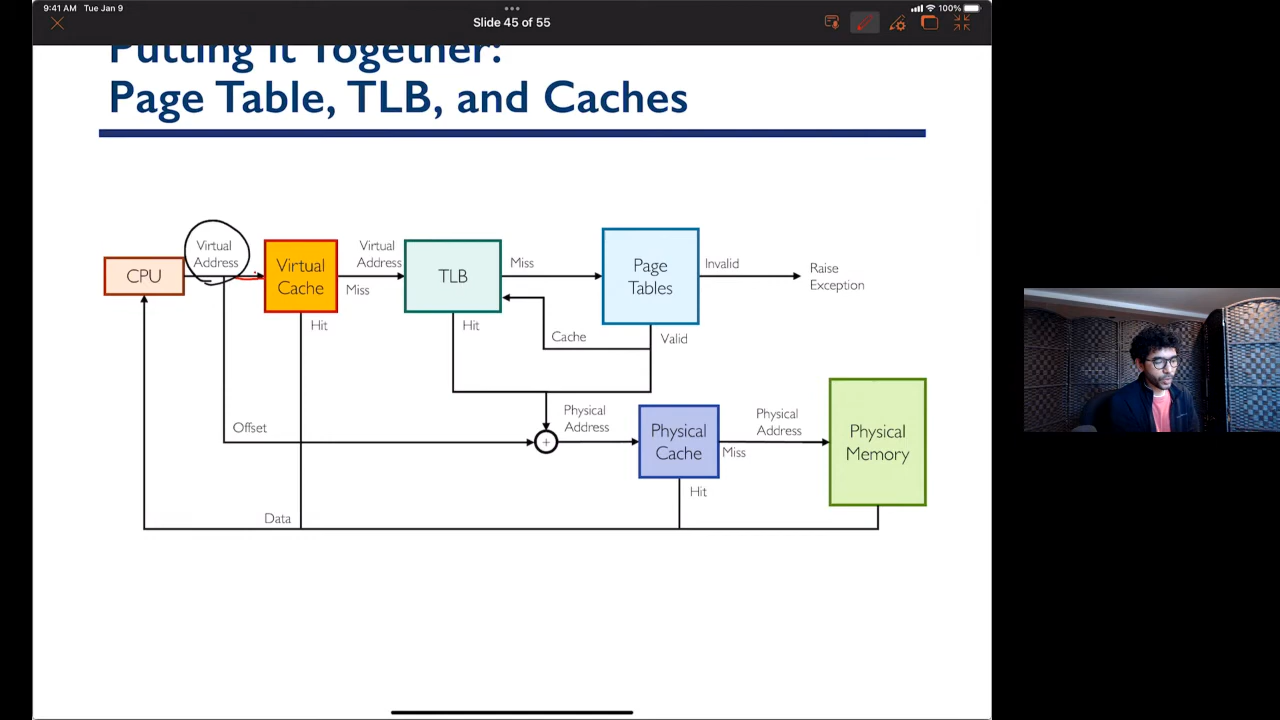 9:41 AM Tue Jan 9
100%
Slide 45 of 55
Putting it Together:
Page Table, TLB, and Caches
Virtual
Address
CPU
Virtual
Cache
Virtual
Address
Miss
TLB
Miss
Page
Tables
Invalid
Raise
Exception
Hit
Hit
Cache
Valid
Offset
Physical
Address
Physical
Cache
Physical
Address
Miss
Physical
Memory
Hit
Data